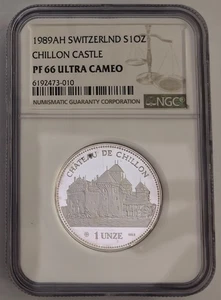 1989AH SWITZERLND S1OZ
CHILLON CASTLE
PF 66 ULTRA CAMEO
6192473-010
NUMISMATIC GUARANTY CORPORATION
NGC
CHATEAU DE CHILLON
1 UNZE